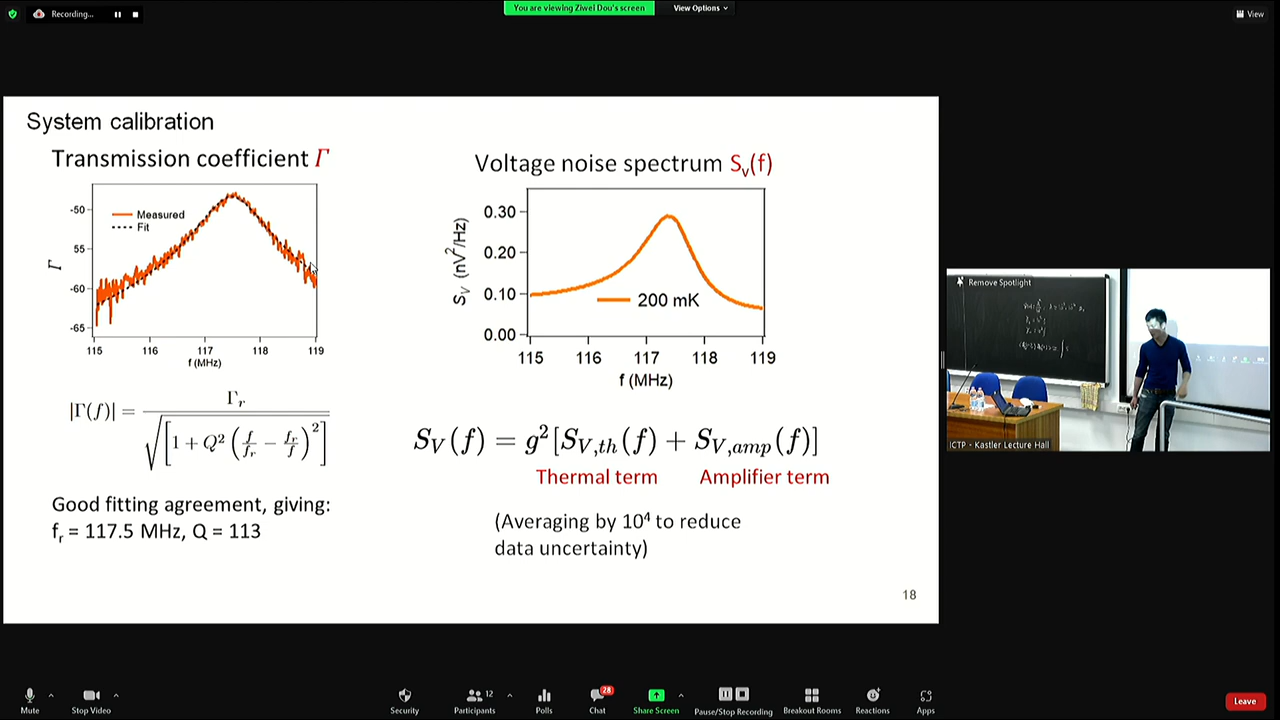 Recording...
You are viewing Ziwei Dou's screen
View Options
View
System calibration
Transmission coefficient Γ
-50
55
-60
-65
Γ
Measured
Fit
115 116 117 118 119
f (MHz)
|Γ(f)| = Γr / √[1 + Q² (f/fr − fr/f)²]
Good fitting agreement, giving:
fr = 117.5 MHz, Q = 113
Voltage noise spectrum Sv(f)
0.30
0.20
0.10
0.00
SV (nV²/Hz)
200 mK
115 116 117 118 119
f (MHz)
SV(f) = g²[SV,th(f) + SV,amp(f)]
Thermal term Amplifier term
(Averaging by 10⁴ to reduce
data uncertainty)
18
Remove Spotlight
ICTP - Kastler Lecture Hall
Mute
Stop Video
Security
12
Participants
Polls
28
Chat
Share Screen
Pause/Stop Recording
Breakout Rooms
Reactions
Apps
Leave